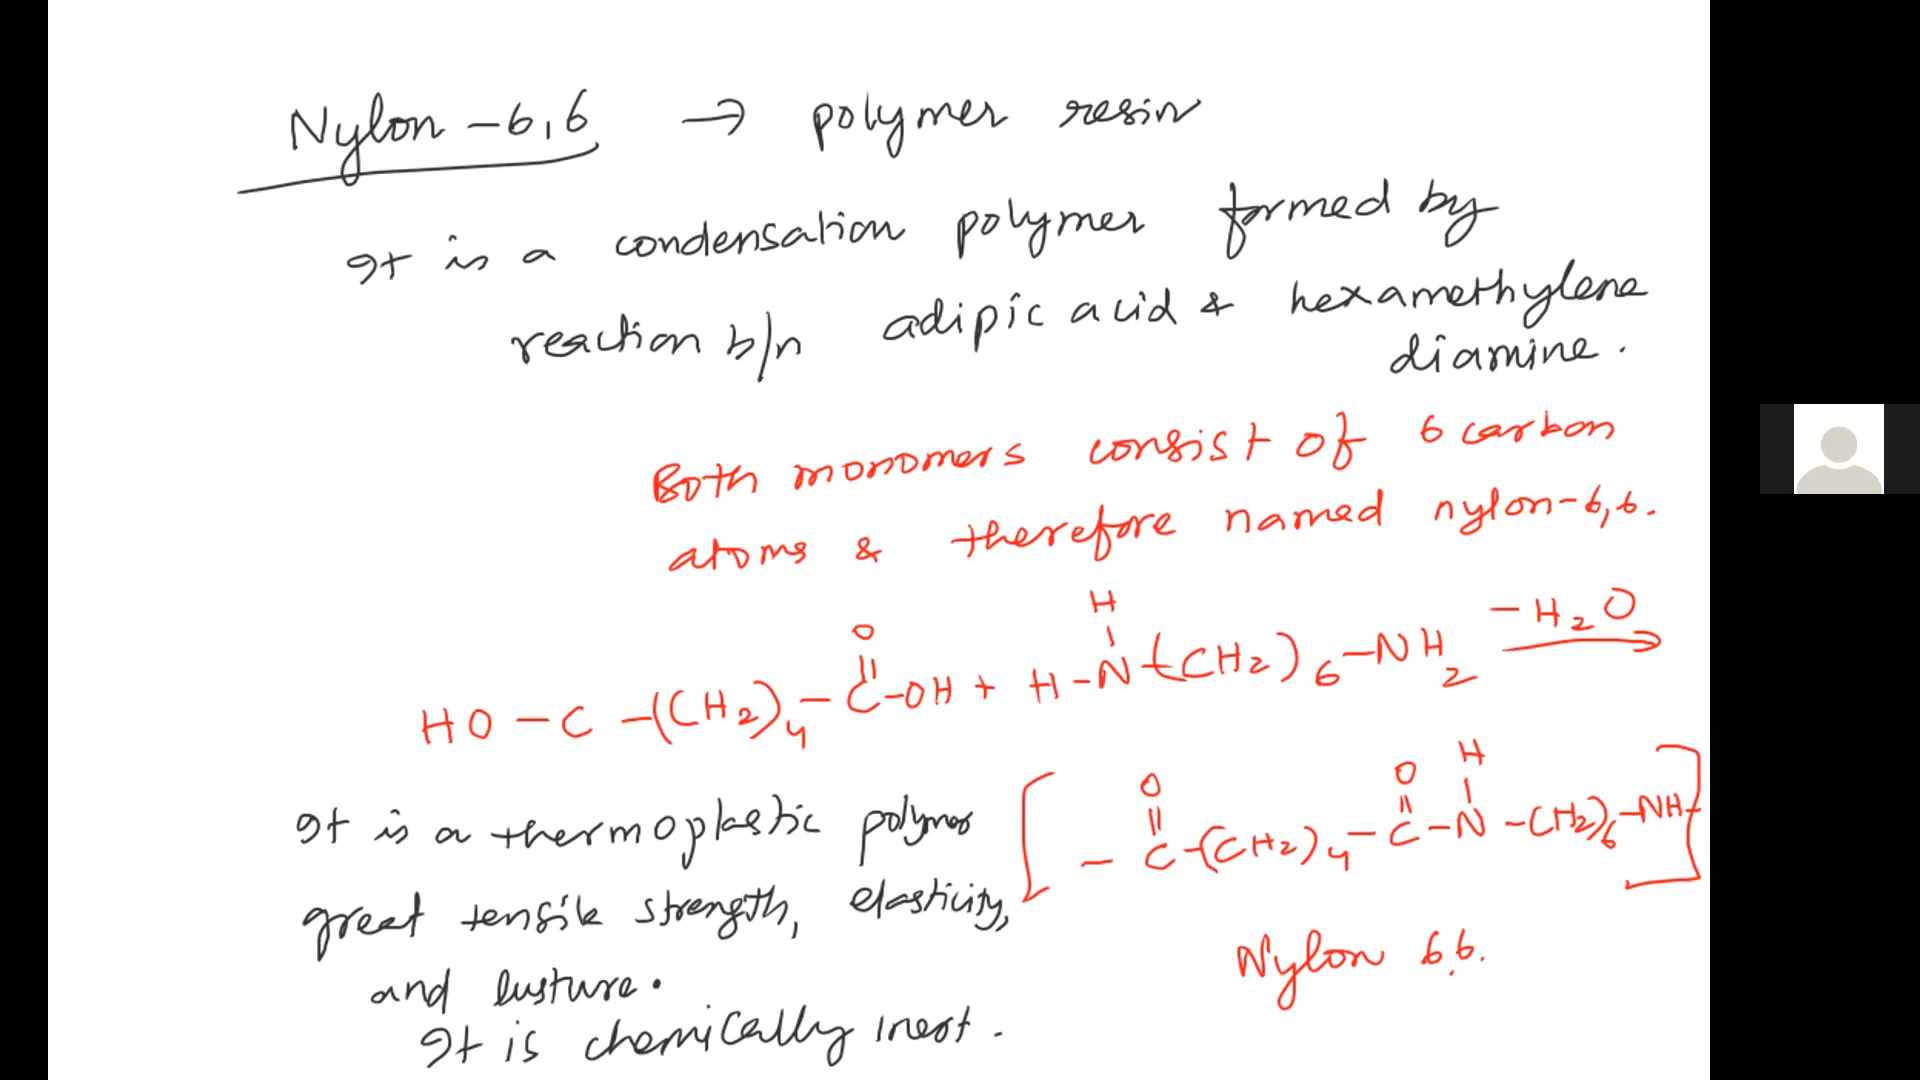 Nylon-6,6 → polymer resin
It is a condensation polymer formed by
reaction b/n adipic acid & hexamethylene
diamine.
Both monomers consist of 6 carbon
atoms & therefore named nylon-6,6.
O H
|| |
HO-C-(CH2)4-C-OH + H-N-(CH2)6-NH2 -H2O →
It is a thermoplastic polymer
great tensile strength, elasticity,
and lusture.
It is chemically inert.
O O H
|| || |
[-C-(CH2)4-C-N-(CH2)6-NH-]
Nylon 6,6.